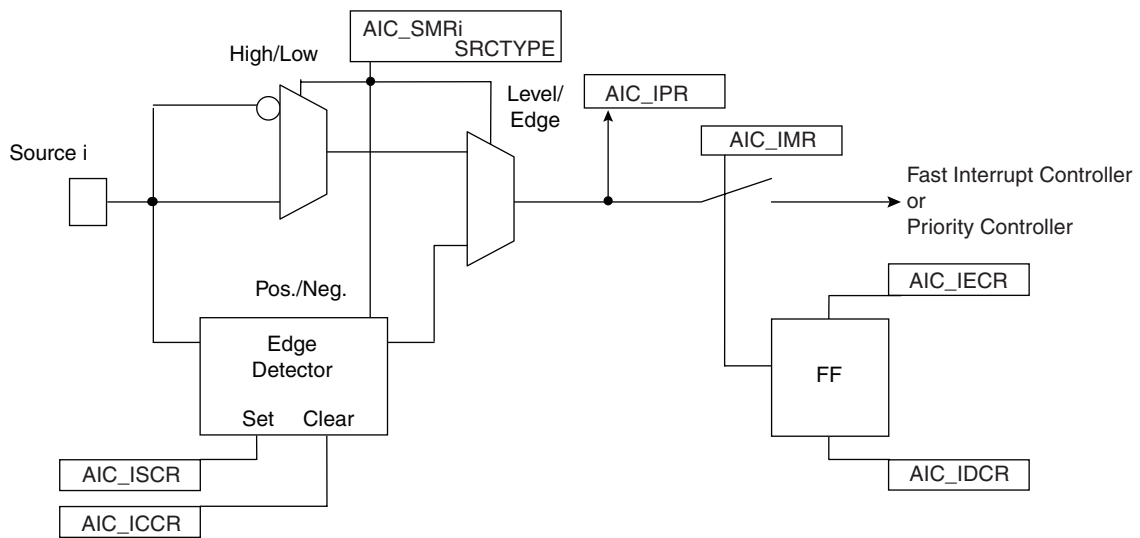 AIC_SMRi
SRCTYPE
High/Low
Level/
Edge
AIC_IPR
AIC_IMR
Source i
Fast Interrupt Controller
or
Priority Controller
Pos./Neg.
AIC_IECR
Edge
Detector
FF
Set Clear
AIC_ISCR
AIC_IDCR
AIC_ICCR